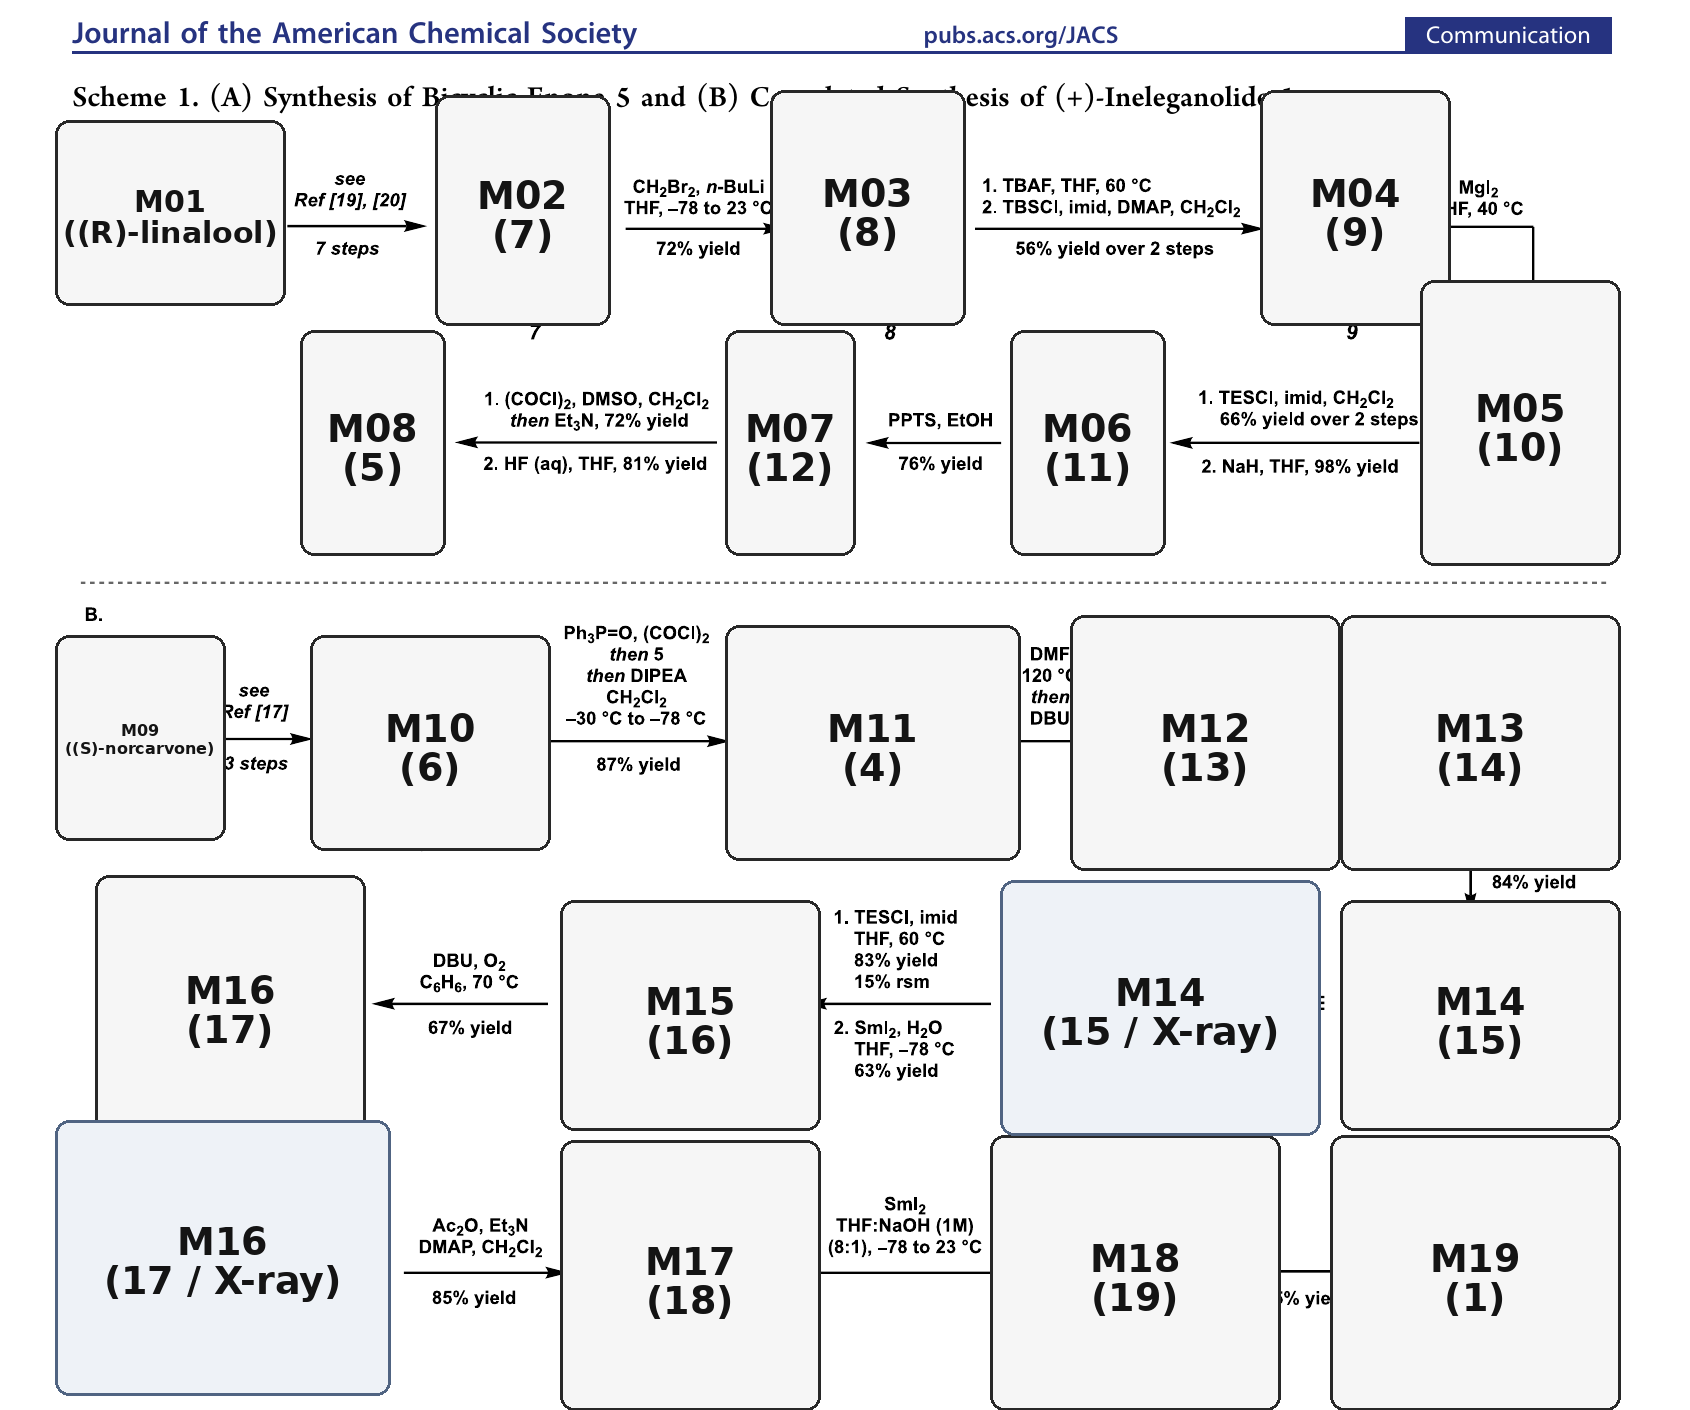 Journal of the American Chemical Society
pubs.acs.org/JACS
Communication
Scheme 1. (A) Synthesis of 5 and (B) of (+)-Ineleganolide
M01
((R)-linalool)
see
Ref [19], [20]
7 steps
M02
(7)
7
CH2Br2, n-BuLi
THF, –78 to 23 °C
72% yield
M03
(8)
8
1. TBAF, THF, 60 °C
2. TBSCl, imid, DMAP, CH2Cl2
56% yield over 2 steps
M04
(9)
9
MgI2
40 °C
M05
(10)
1. TESCl, imid, CH2Cl2
66% yield over 2 steps
2. NaH, THF, 98% yield
M06
(11)
PPTS, EtOH
76% yield
M07
(12)
1. (COCl)2, DMSO, CH2Cl2
then Et3N, 72% yield
2. HF (aq), THF, 81% yield
M08
(5)
B.
M09
((S)-norcarvone)
see
Ref [17]
3 steps
M10
(6)
Ph3P=O, (COCl)2
then 5
then DIPEA
CH2Cl2
–30 °C to –78 °C
87% yield
M11
(4)
DMF
120 °C
then
DBU
M12
(13)
M13
(14)
84% yield
M14
(15)
M14
(15 / X-ray)
1. TESCl, imid
THF, 60 °C
83% yield
15% rsm
2. SmI2, H2O
THF, –78 °C
63% yield
M15
(16)
DBU, O2
C6H6, 70 °C
67% yield
M16
(17)
M16
(17 / X-ray)
Ac2O, Et3N
DMAP, CH2Cl2
85% yield
M17
(18)
SmI2
THF:NaOH (1M)
(8:1), –78 to 23 °C
M18
(19)
M19
(1)